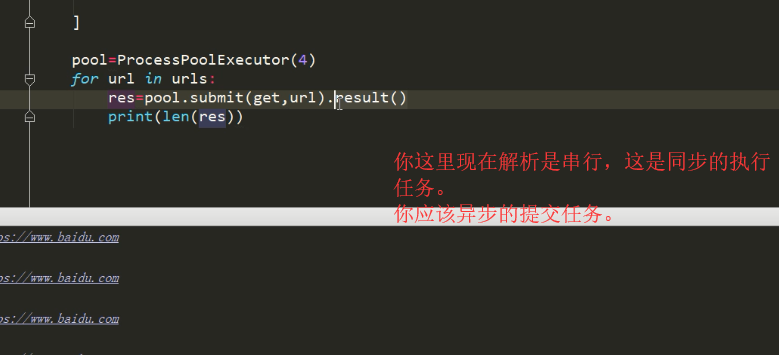 ]
pool=ProcessPoolExecutor(4)
for url in urls:
res=pool.submit(get,url).result()
print(len(res))
你这里现在解析是串行，这是同步的执行
任务。
你应该异步的提交任务。
ps://www.baidu.com
ps://www.baidu.com
ps://www.baidu.com